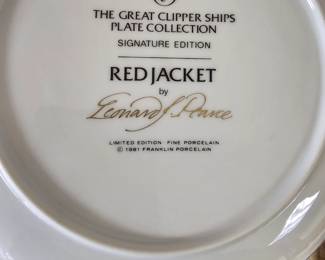 THE GREAT CLIPPER SHIPS
PLATE COLLECTION
SIGNATURE EDITION
RED JACKET
by
Leonard J. Pearce
LIMITED EDITION FINE PORCELAIN
© 1981 FRANKLIN PORCELAIN